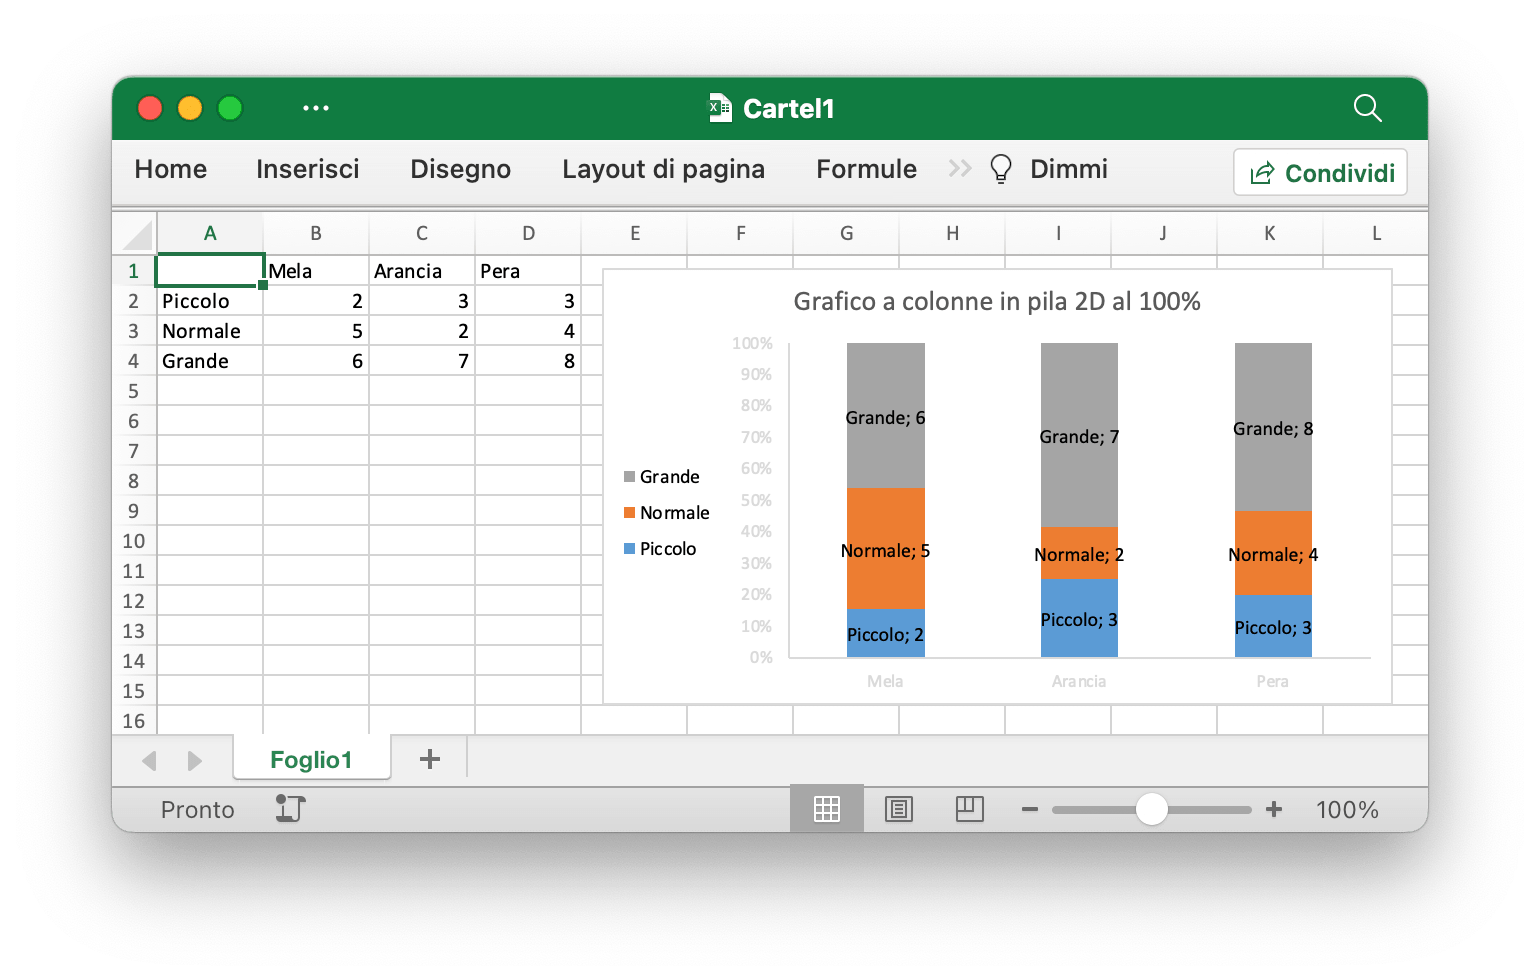 Cartel1
Home Inserisci Disegno Layout di pagina Formule Dimmi Condividi
A B C D E F G H I J K L
1 Mela Arancia Pera
2 Piccolo 2 3 3
3 Normale 5 2 4
4 Grande 6 7 8
5
6
7
8
9
10
11
12
13
14
15
16
Grafico a colonne in pila 2D al 100%
Grande
Normale
Piccolo
100%
90%
80%
70%
60%
50%
40%
30%
20%
10%
0%
Grande; 6
Normale; 5
Piccolo; 2
Grande; 7
Normale; 2
Piccolo; 3
Grande; 8
Normale; 4
Piccolo; 3
Mela Arancia Pera
Foglio1
Pronto 100%